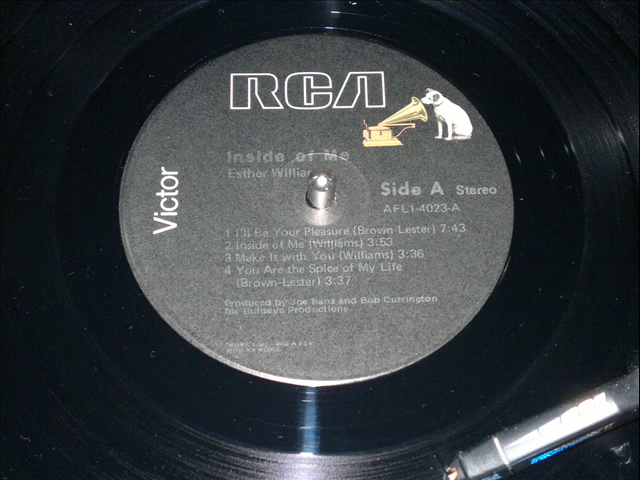 RCA
Victor
Inside of Me
Esther Willia
Side A Stereo
AFL1-4023-A
1 I'll Be Your Pleasure (Brown-Lester) 7:43
2 Inside of Me (Williams) 3:53
3 Make It with You (Williams) 3:36
4 You Are the Spice of My Life
(Brown-Lester) 3:37
Produced by Joe Bana and Bob Currington
for Bullseye Productions